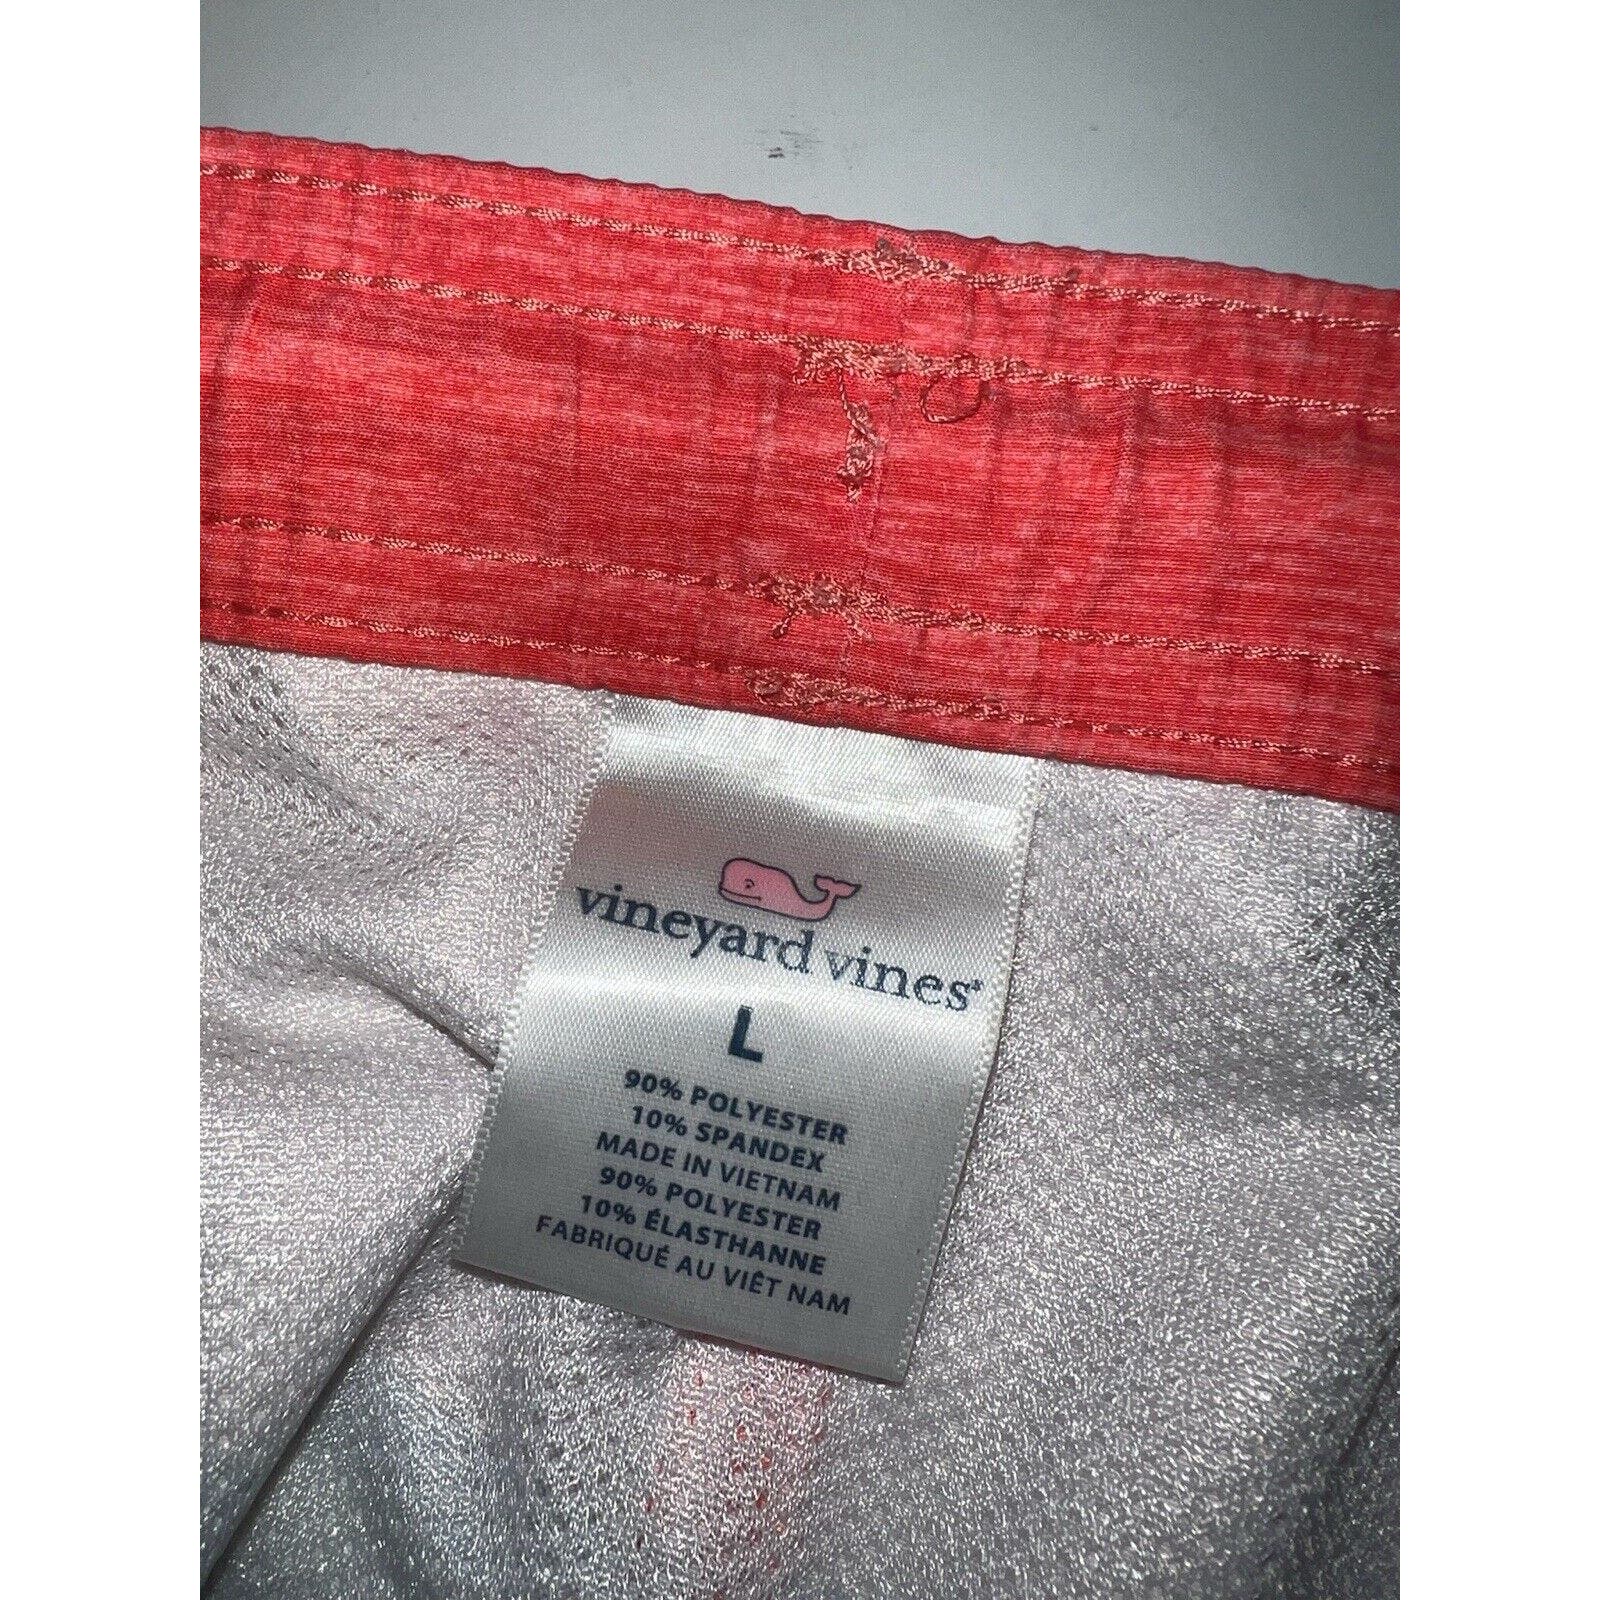 vineyard vines®
L
90% POLYESTER
10% SPANDEX
MADE IN VIETNAM
90% POLYESTER
10% ÉLASTHANNE
FABRIQUÉ AU VIÊT NAM